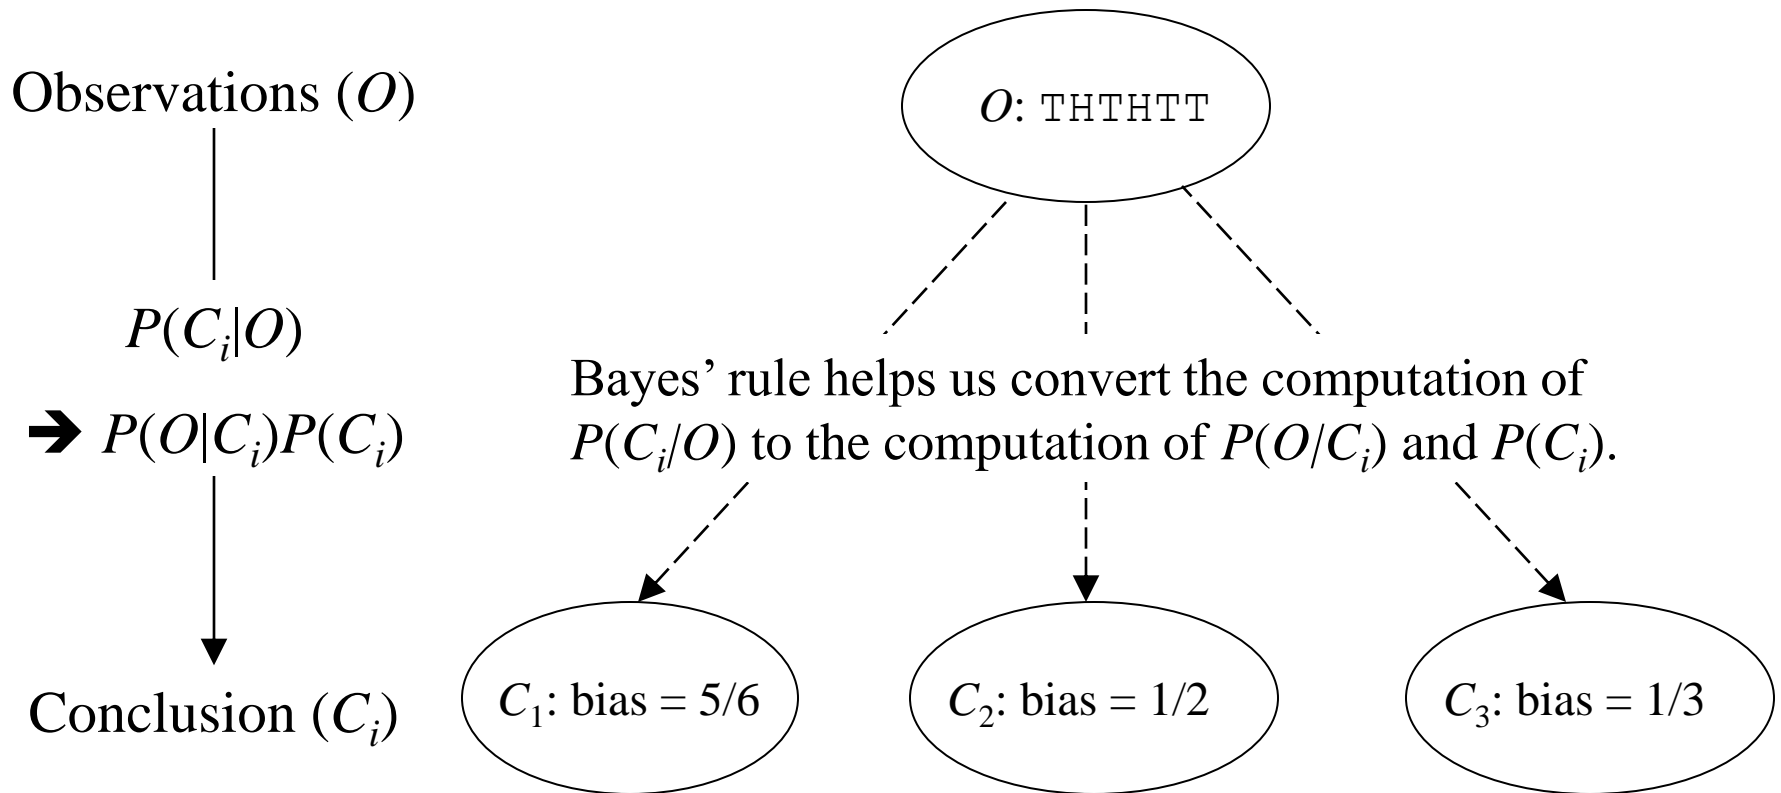 Observations (O)
P(Cᵢ|O)
➔ P(O|Cᵢ)P(Cᵢ)
Conclusion (Cᵢ)
O: THTHTT
Bayes’ rule helps us convert the computation of
P(Cᵢ/O) to the computation of P(O/Cᵢ) and P(Cᵢ).
C₁: bias = 5/6
C₂: bias = 1/2
C₃: bias = 1/3